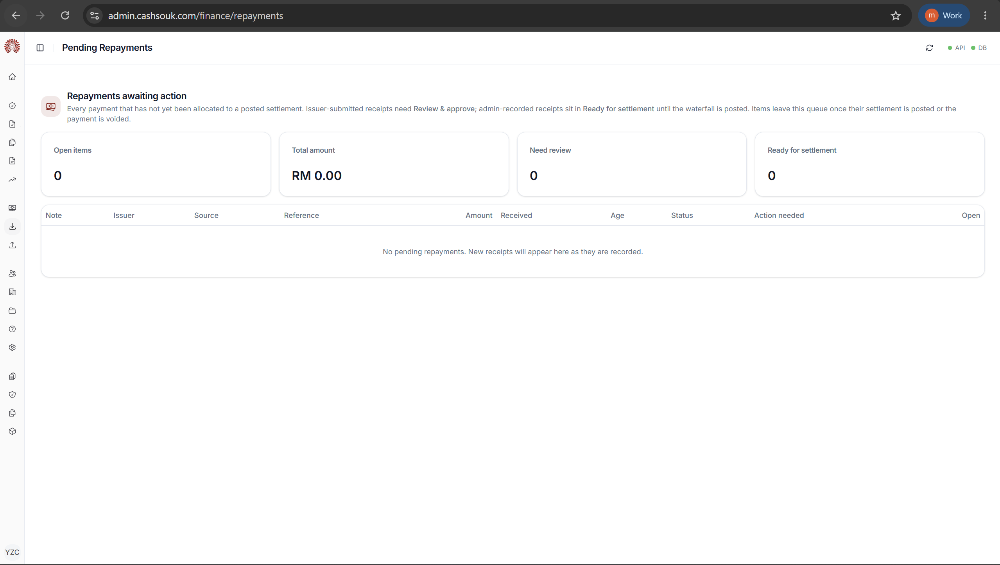 admin.cashsouk.com/finance/repayments
m
Work
Pending Repayments
API
DB
Repayments awaiting action
Every payment that has not yet been allocated to a posted settlement. Issuer-submitted receipts need Review & approve; admin-recorded receipts sit in Ready for settlement until the waterfall is posted. Items leave this queue once their settlement is posted or the
payment is voided.
Open items
0
Total amount
RM 0.00
Need review
0
Ready for settlement
0
Note Issuer Source Reference Amount Received Age Status Action needed Open
No pending repayments. New receipts will appear here as they are recorded.
YZC